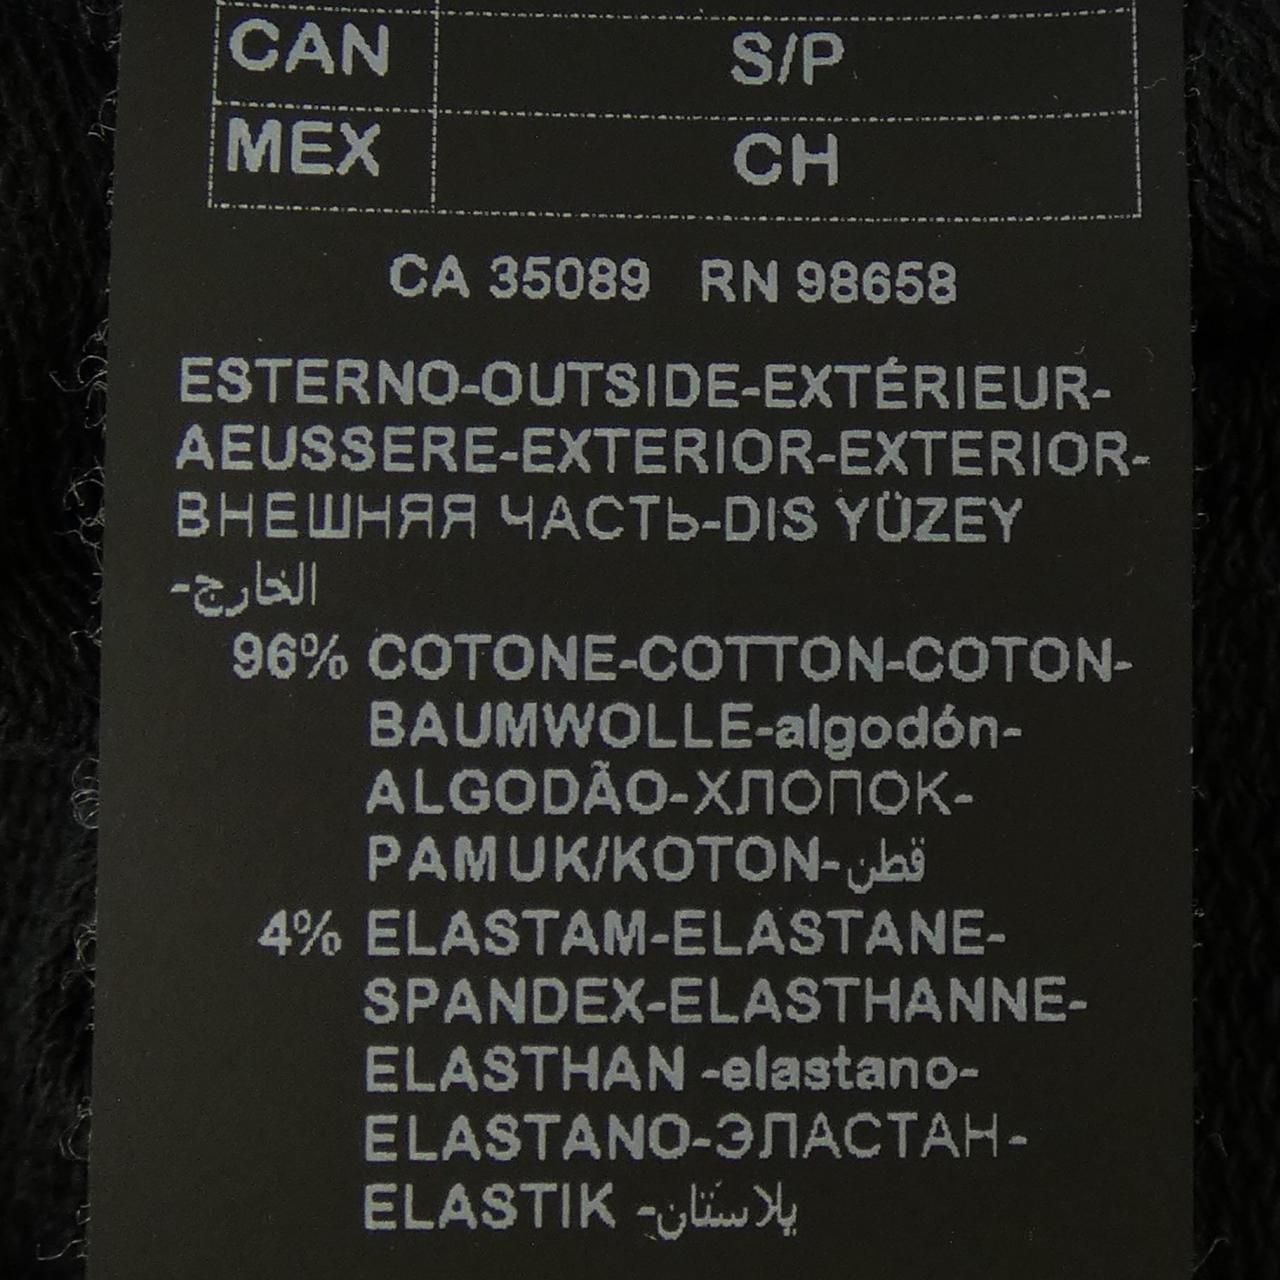 CAN S/P
MEX CH
CA 35089 RN 98658
ESTERNO-OUTSIDE-EXTÉRIEUR-
AEUSSERE-EXTERIOR-EXTERIOR-
ВНЕШНЯЯ ЧАСТЬ-DIS YÜZEY
-الخارج
96% COTONE-COTTON-COTON-
BAUMWOLLE-algodón-
ALGODÃO-ХЛОПОК-
PAMUK/KOTON-قطن
4% ELASTAM-ELASTANE-
SPANDEX-ELASTHANNE-
ELASTHAN -elastano-
ELASTANO-ЭЛАСТАН-
ELASTIK -يلاستان